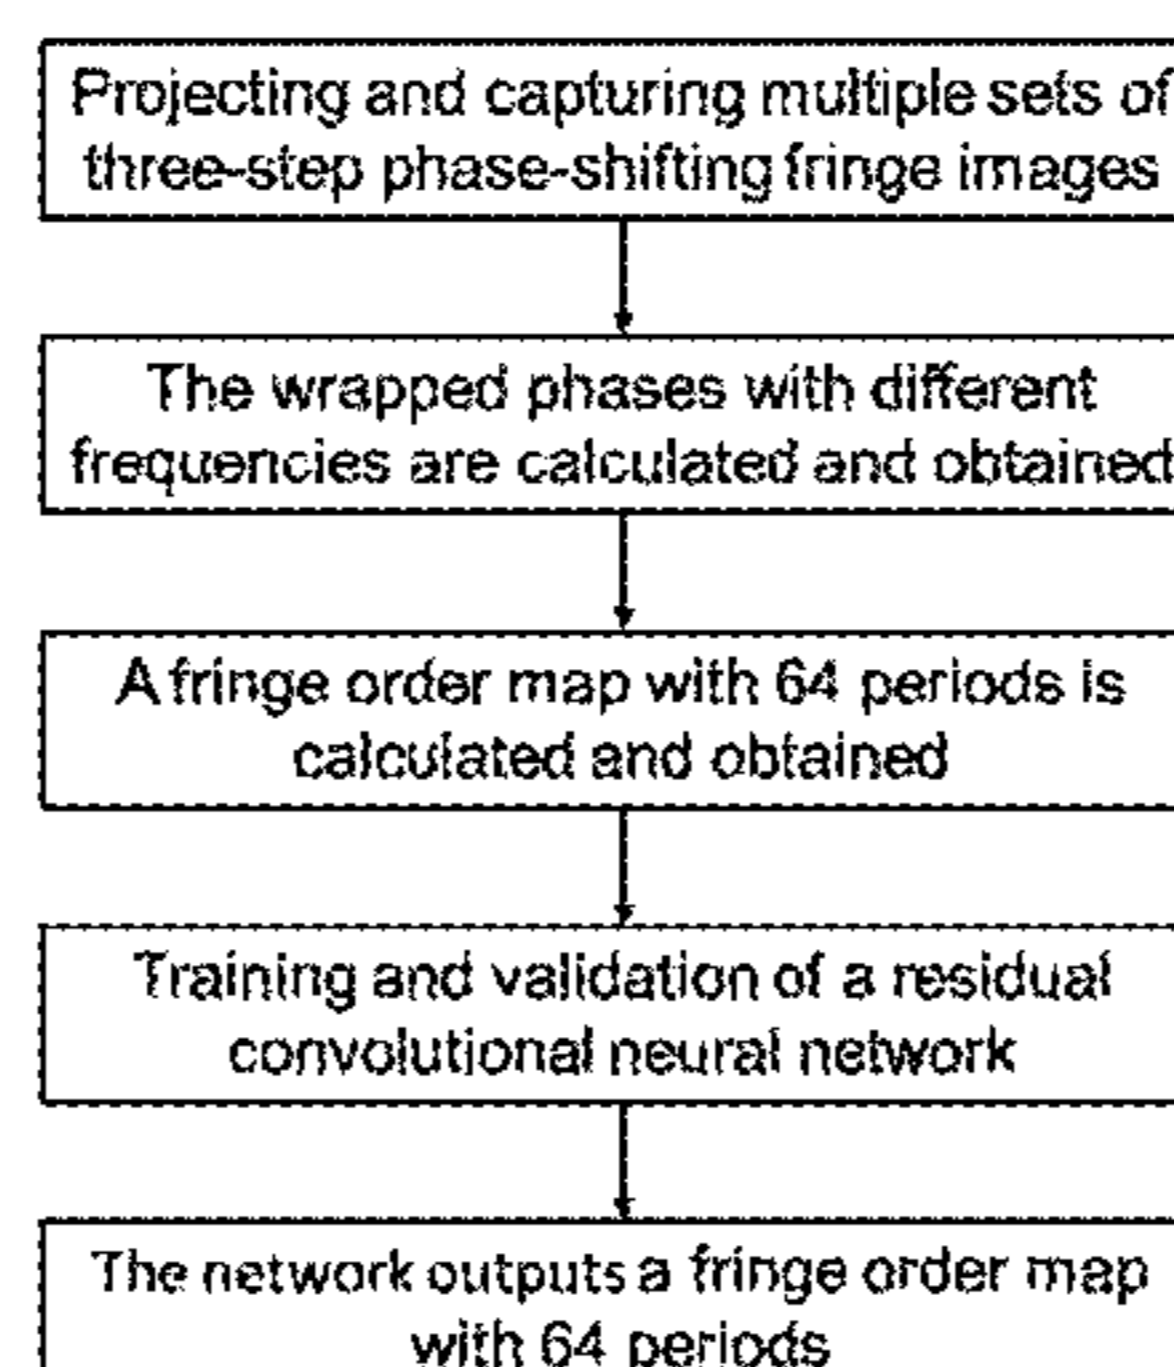 Projecting and capturing multiple sets of
three-step phase-shifting fringe images
The wrapped phases with different
frequencies are calculated and obtained
A fringe order map with 64 periods is
calculated and obtained
Training and validation of a residual
convolutional neural network
The network outputs a fringe order map
with 64 periods